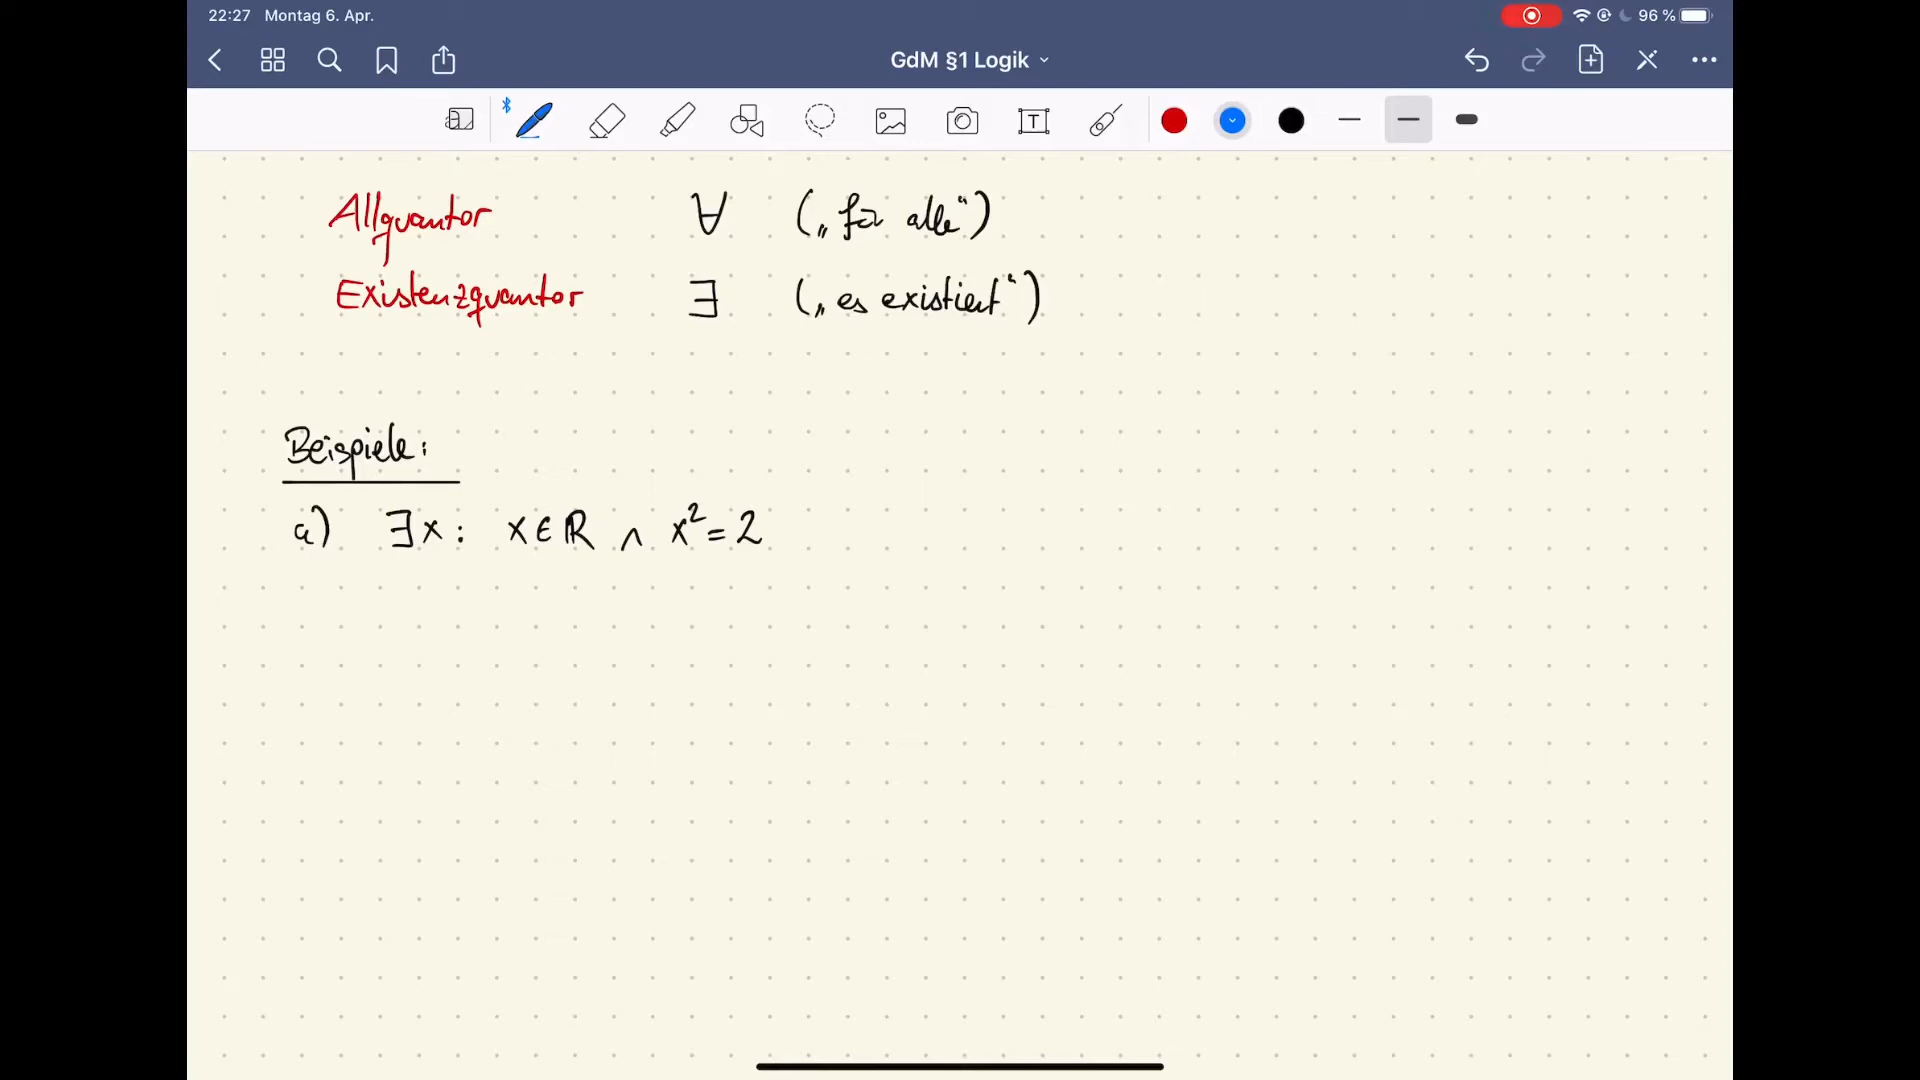 22:27 Montag 6. Apr. 96 %
GdM §1 Logik
Allquantor ∀ („für alle“)
Existenzquantor ∃ („es existiert“)
Beispiele:
a) ∃x: x∈ℝ ∧ x²=2